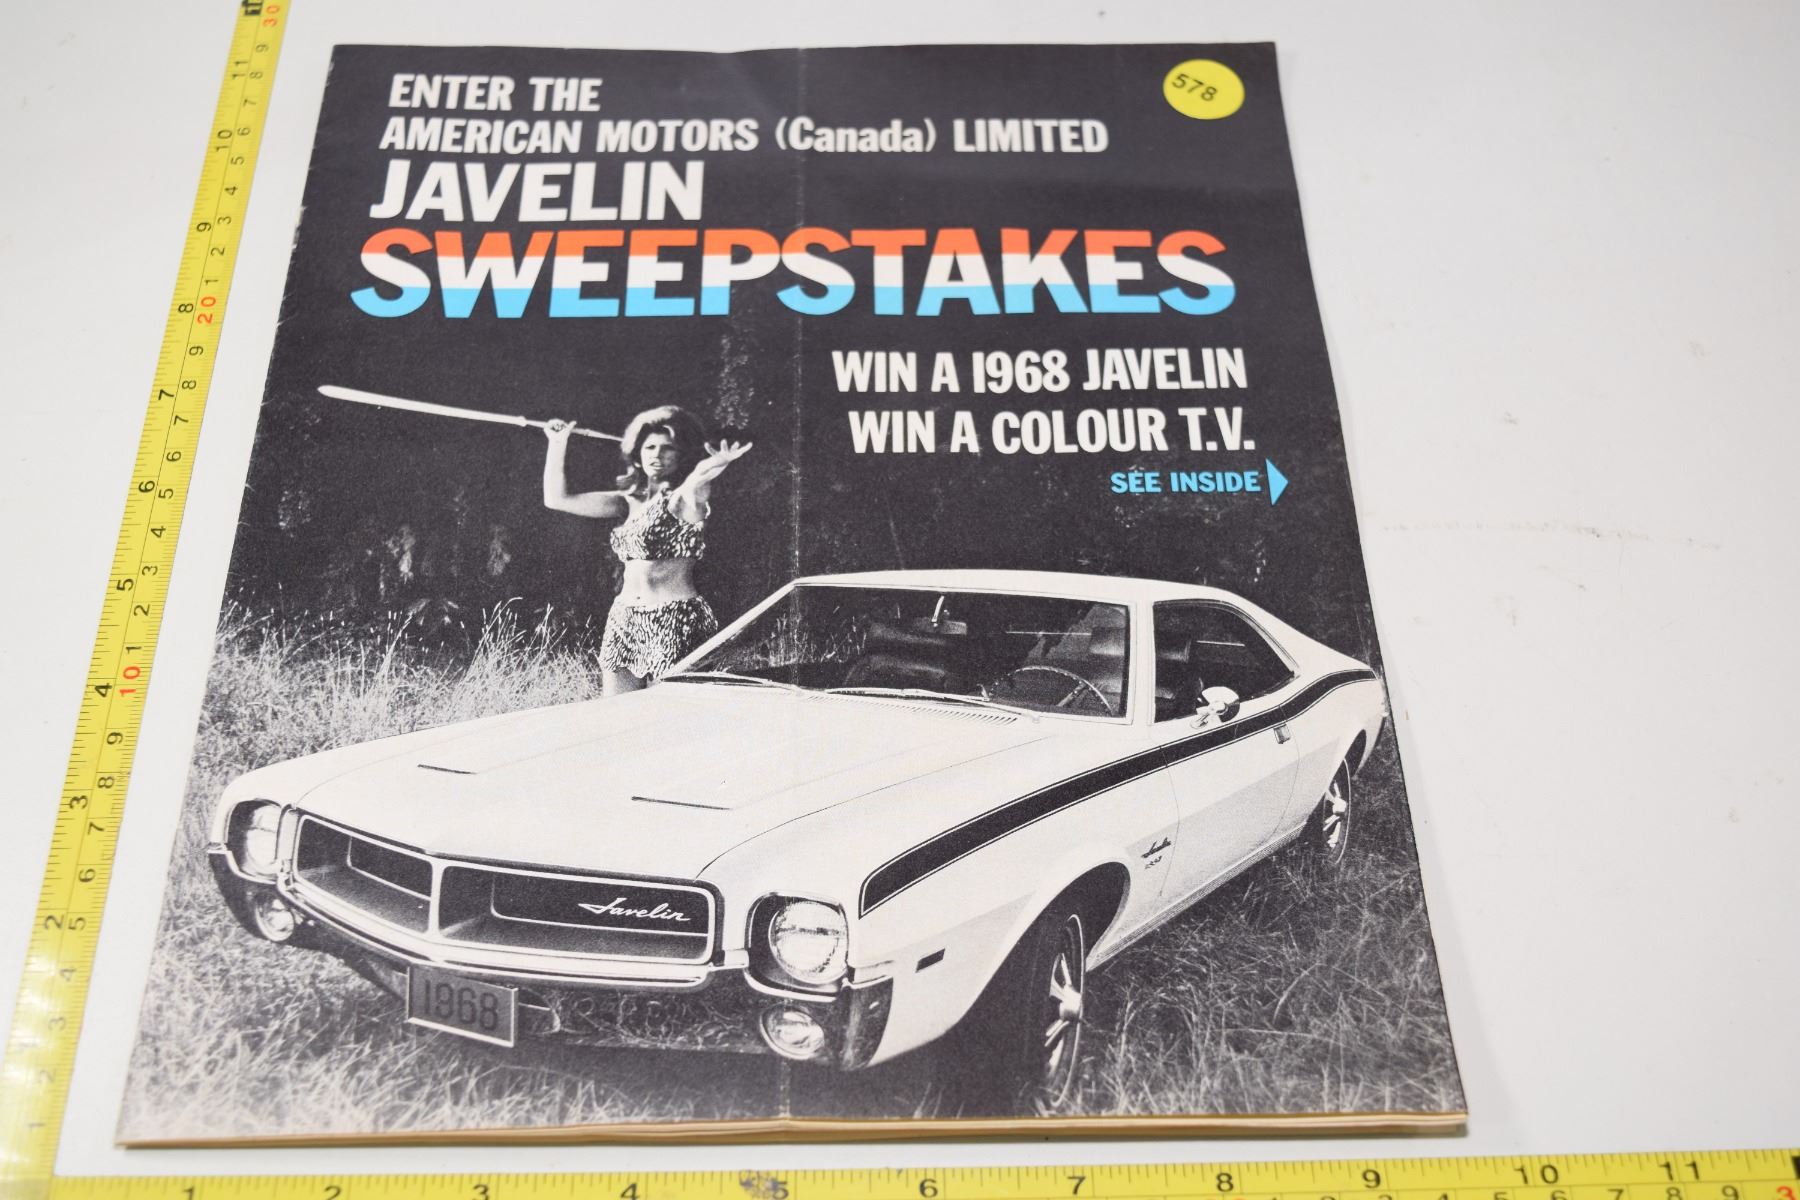 578
ENTER THE
AMERICAN MOTORS (Canada) LIMITED
JAVELIN
SWEEPSTAKES
WIN A 1968 JAVELIN
WIN A COLOUR T.V.
SEE INSIDE
Javelin
1968